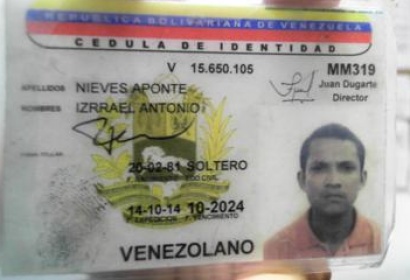 REPUBLICA BOLIVARIANA DE VENEZUELA
CEDULA DE IDENTIDAD
V 15.650.105 MM319
APELLIDOS NIEVES APONTE Juan Dugarte
Director
NOMBRES IZRRAEL ANTONIO
20-02-81 SOLTERO
F. NACIMIENTO EDO CIVIL
14-10-14 10-2024
F. EXPEDICION F. VENCIMIENTO
VENEZOLANO